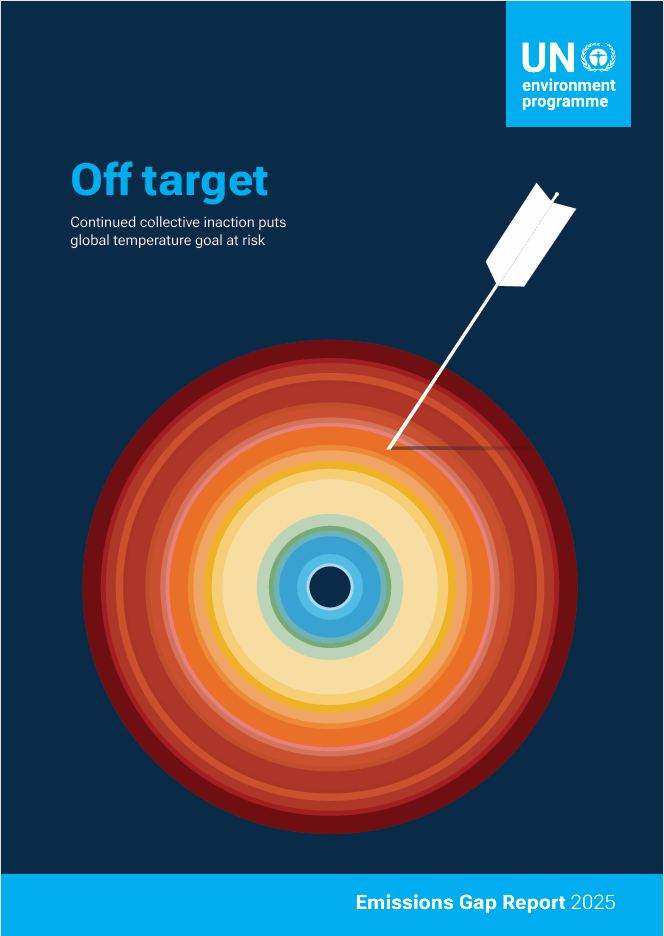 UN
environment
programme
Off target
Continued collective inaction puts
global temperature goal at risk
Emissions Gap Report 2025